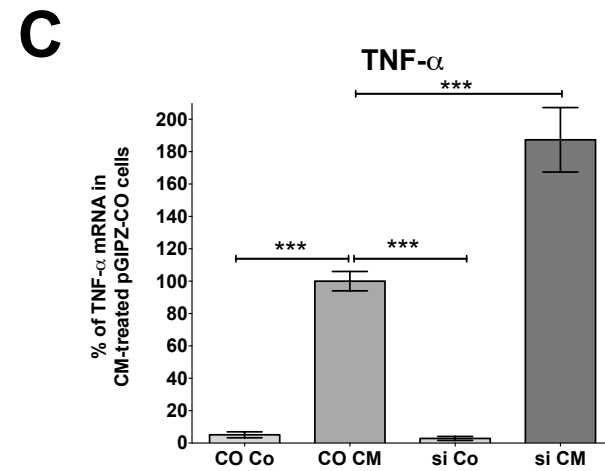 C
TNF-α
***
% of TNF-α mRNA in
CM-treated pGIPZ-CO cells
200
180
160
140
120
100
80
60
40
20
0
***
***
CO Co
CO CM
si Co
si CM